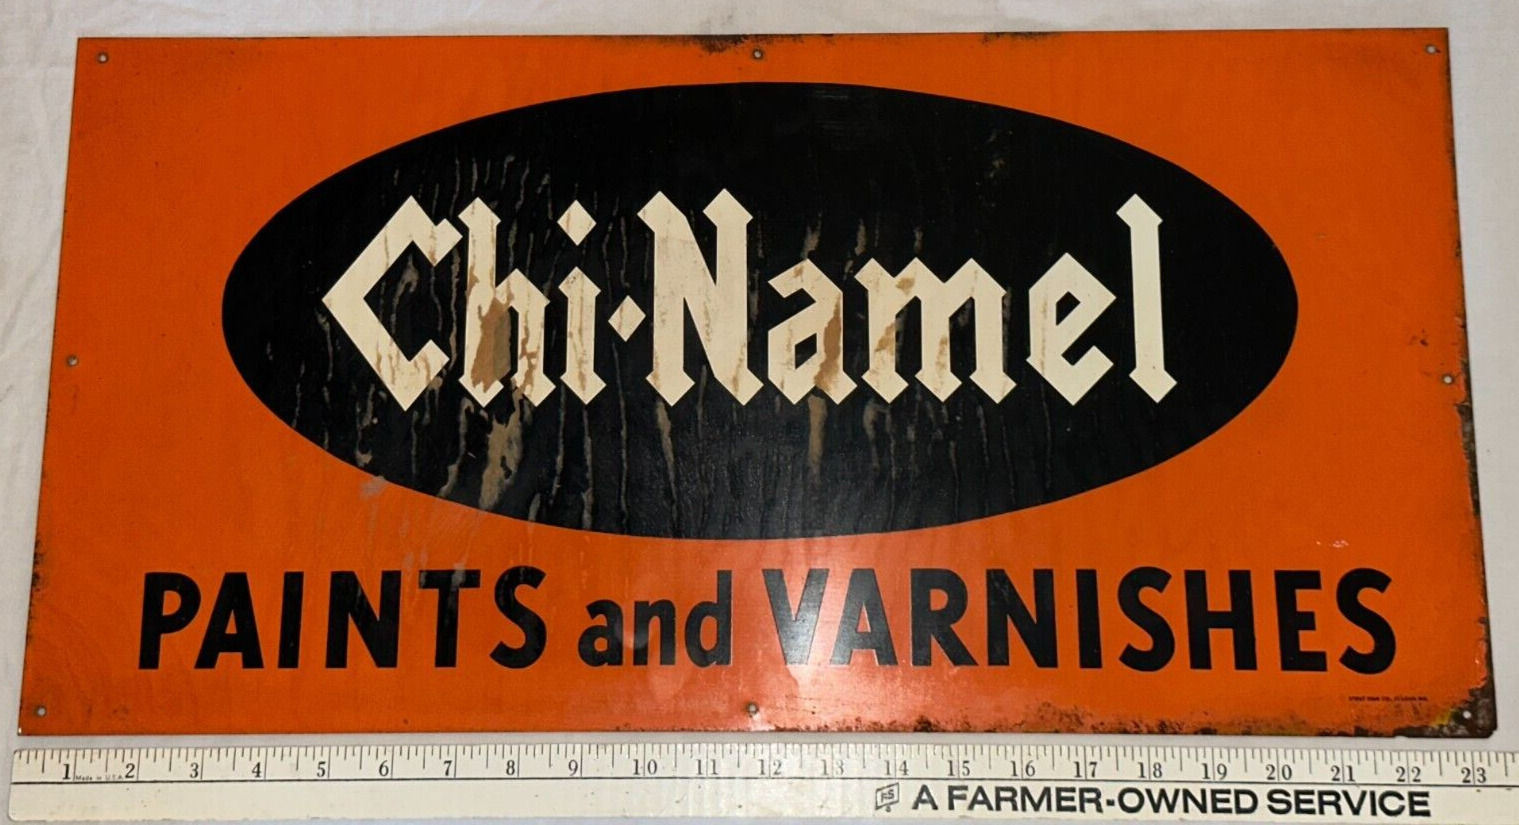 Chi-Namel
PAINTS and VARNISHES
1 2 3 4 5 6 7 8 9 10 11 12 13 14 15 16 17 18 19 20 21 22 23
Made in U.S.A.
FS A FARMER-OWNED SERVICE